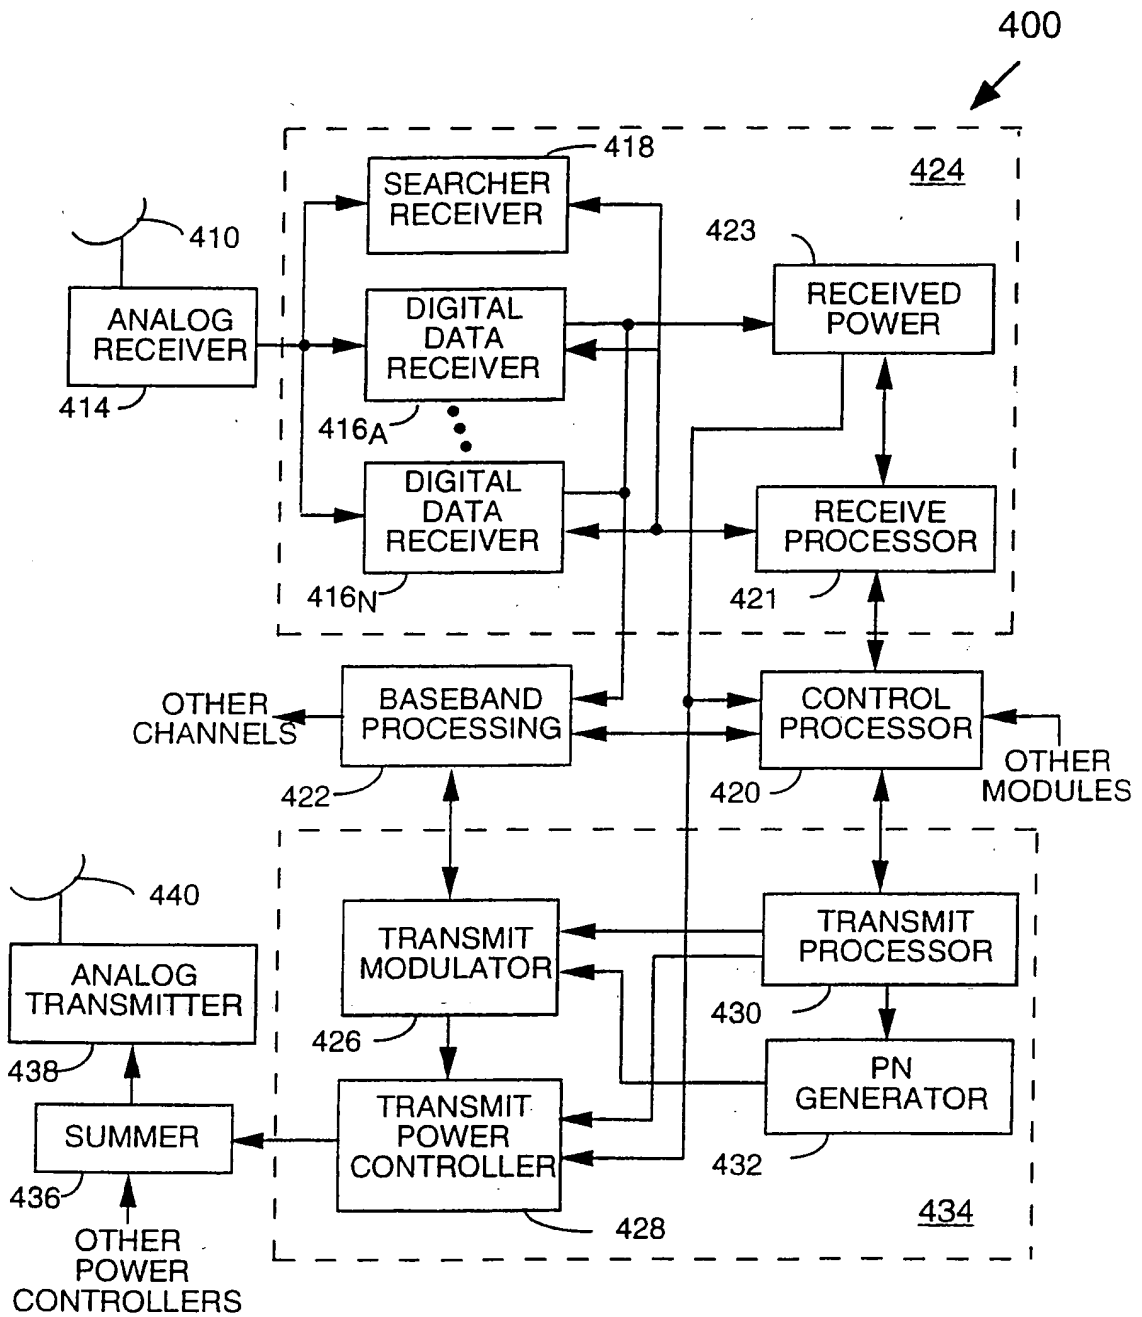 400
418
424
SEARCHER
RECEIVER
410
423
ANALOG
RECEIVER
414
DIGITAL
DATA
RECEIVER
416A
RECEIVED
POWER
DIGITAL
DATA
RECEIVER
416N
RECEIVE
PROCESSOR
421
OTHER
CHANNELS
BASEBAND
PROCESSING
422
CONTROL
PROCESSOR
420
OTHER
MODULES
440
ANALOG
TRANSMITTER
438
TRANSMIT
MODULATOR
426
TRANSMIT
PROCESSOR
430
SUMMER
436
TRANSMIT
POWER
CONTROLLER
428
PN
GENERATOR
432
434
OTHER
POWER
CONTROLLERS